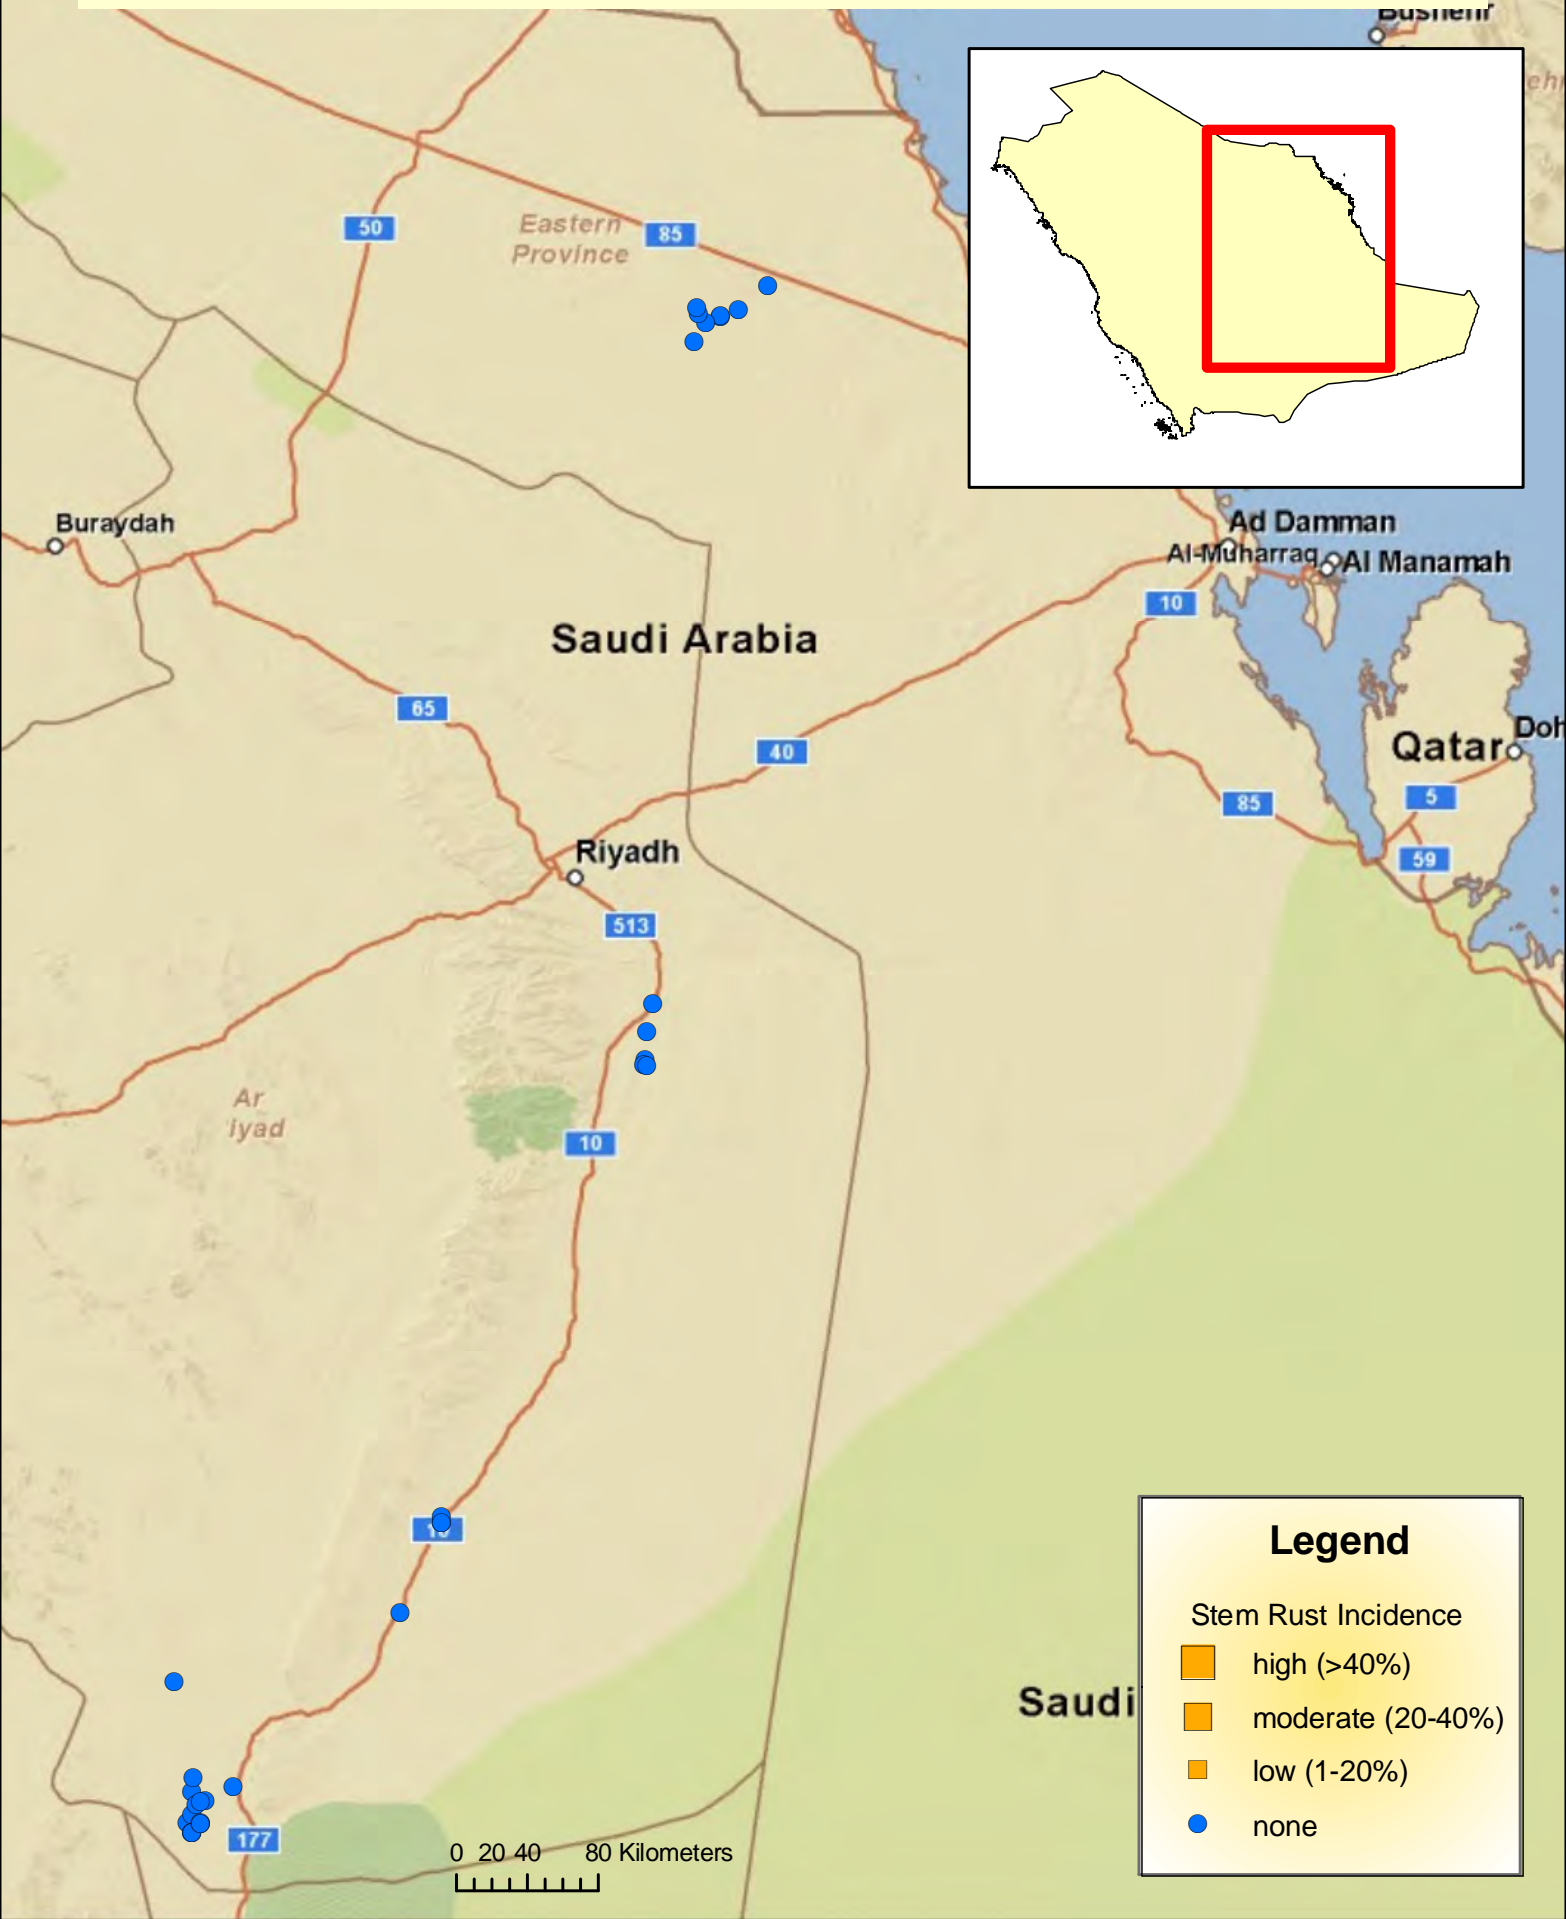 Bushehr
50
Eastern
Province
85
Buraydah
Ad Damman
Al-Muharraq
Al Manamah
10
Saudi Arabia
65
40
Qatar
Doh
85
5
59
Riyadh
513
Ar
iyad
10
Saudi
177
0 20 40 80 Kilometers
Legend
Stem Rust Incidence
high (>40%)
moderate (20-40%)
low (1-20%)
none